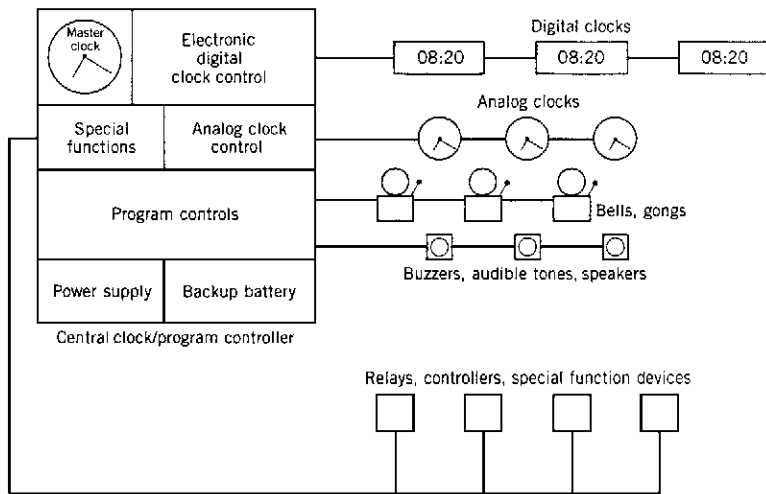 Master
clock
Electronic
digital
clock control
Digital clocks
08:20
08:20
08:20
Special
functions
Analog clock
control
Analog clocks
Program controls
Bells, gongs
Buzzers, audible tones, speakers
Power supply
Backup battery
Central clock/program controller
Relays, controllers, special function devices